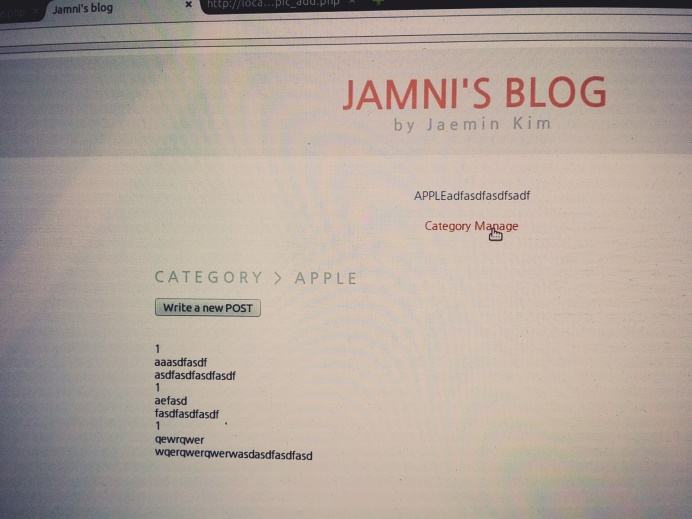 Jamni's blog
http://loca...pic_add.php
JAMNI'S BLOG
by Jaemin Kim
APPLEadfasdfasdfsadf
Category Manage
CATEGORY > APPLE
Write a new POST
1
aaasdfasdf
asdfasdfasdfasdf
1
aefasd
fasdfasdfasdf
1
qewrqwer
wqerqwerqwerwasdasdfasdfasd